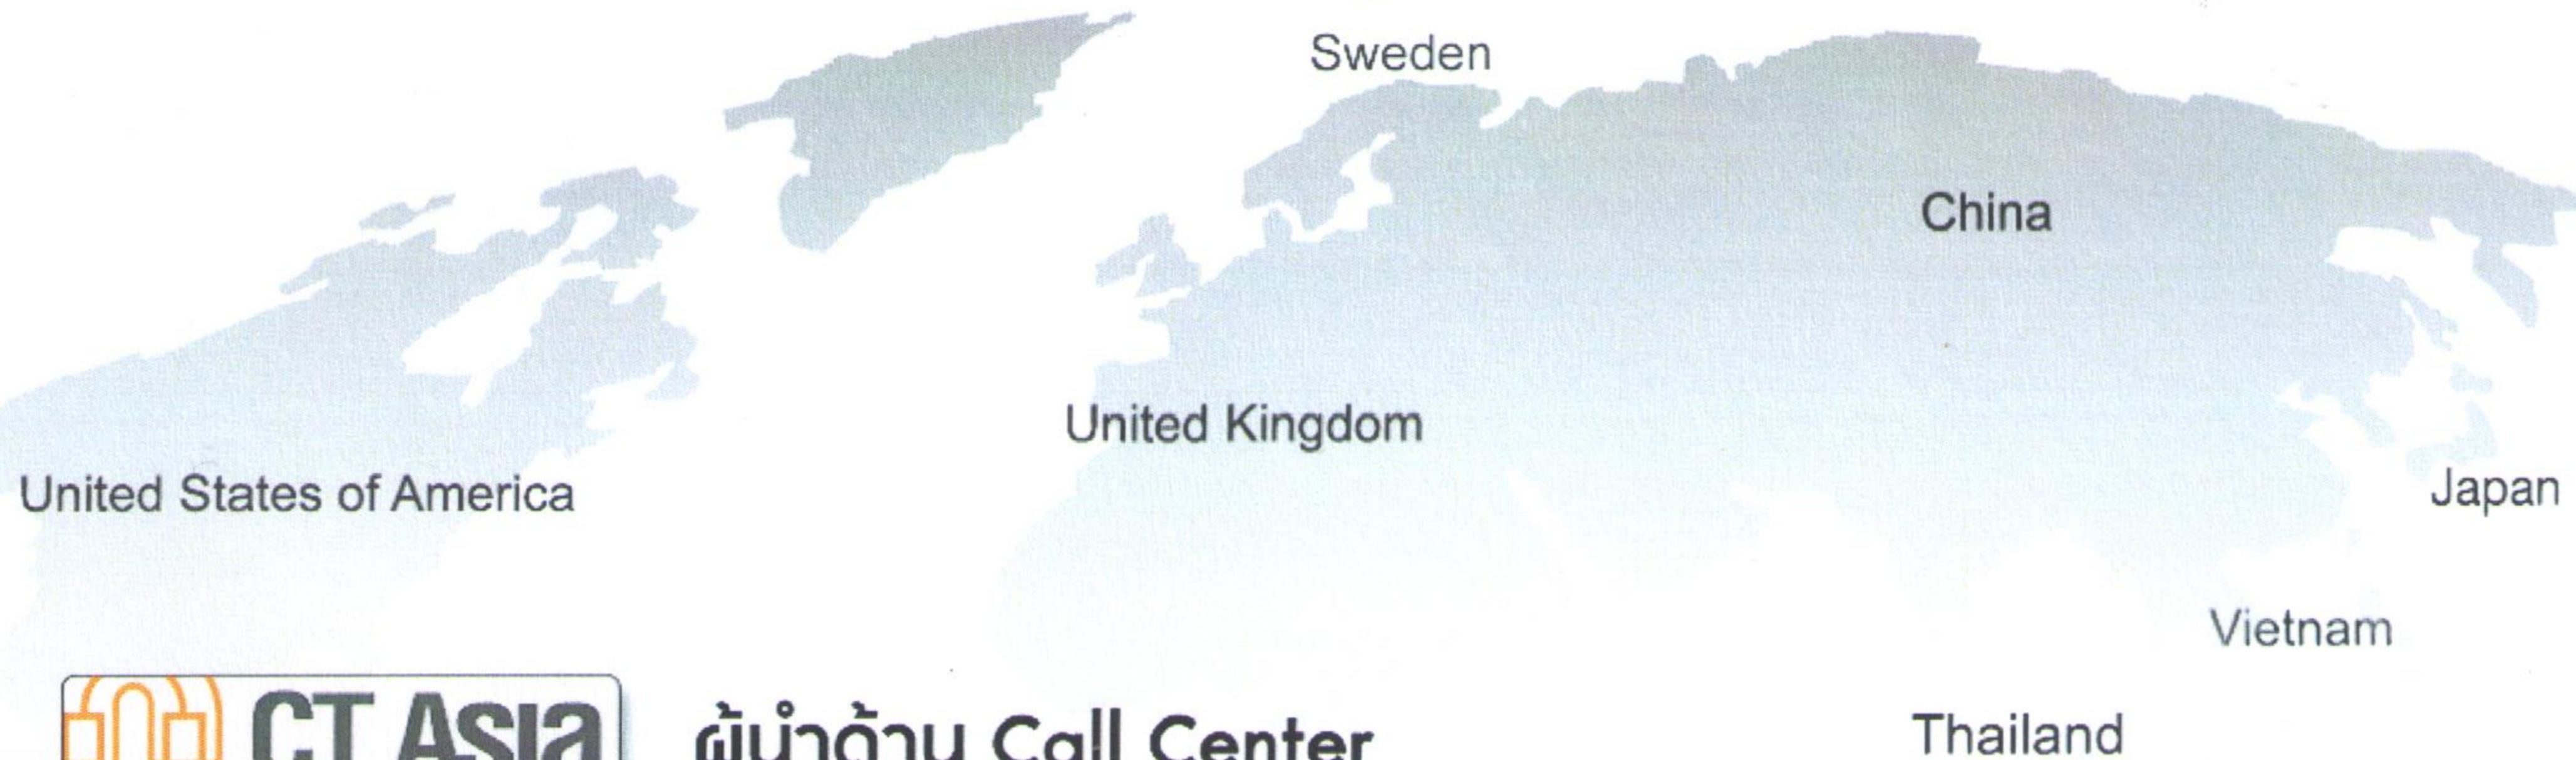 Sweden
China
United Kingdom
United States of America
Japan
Vietnam
CT Asia
ผู้นำด้าน Call Center
Thailand